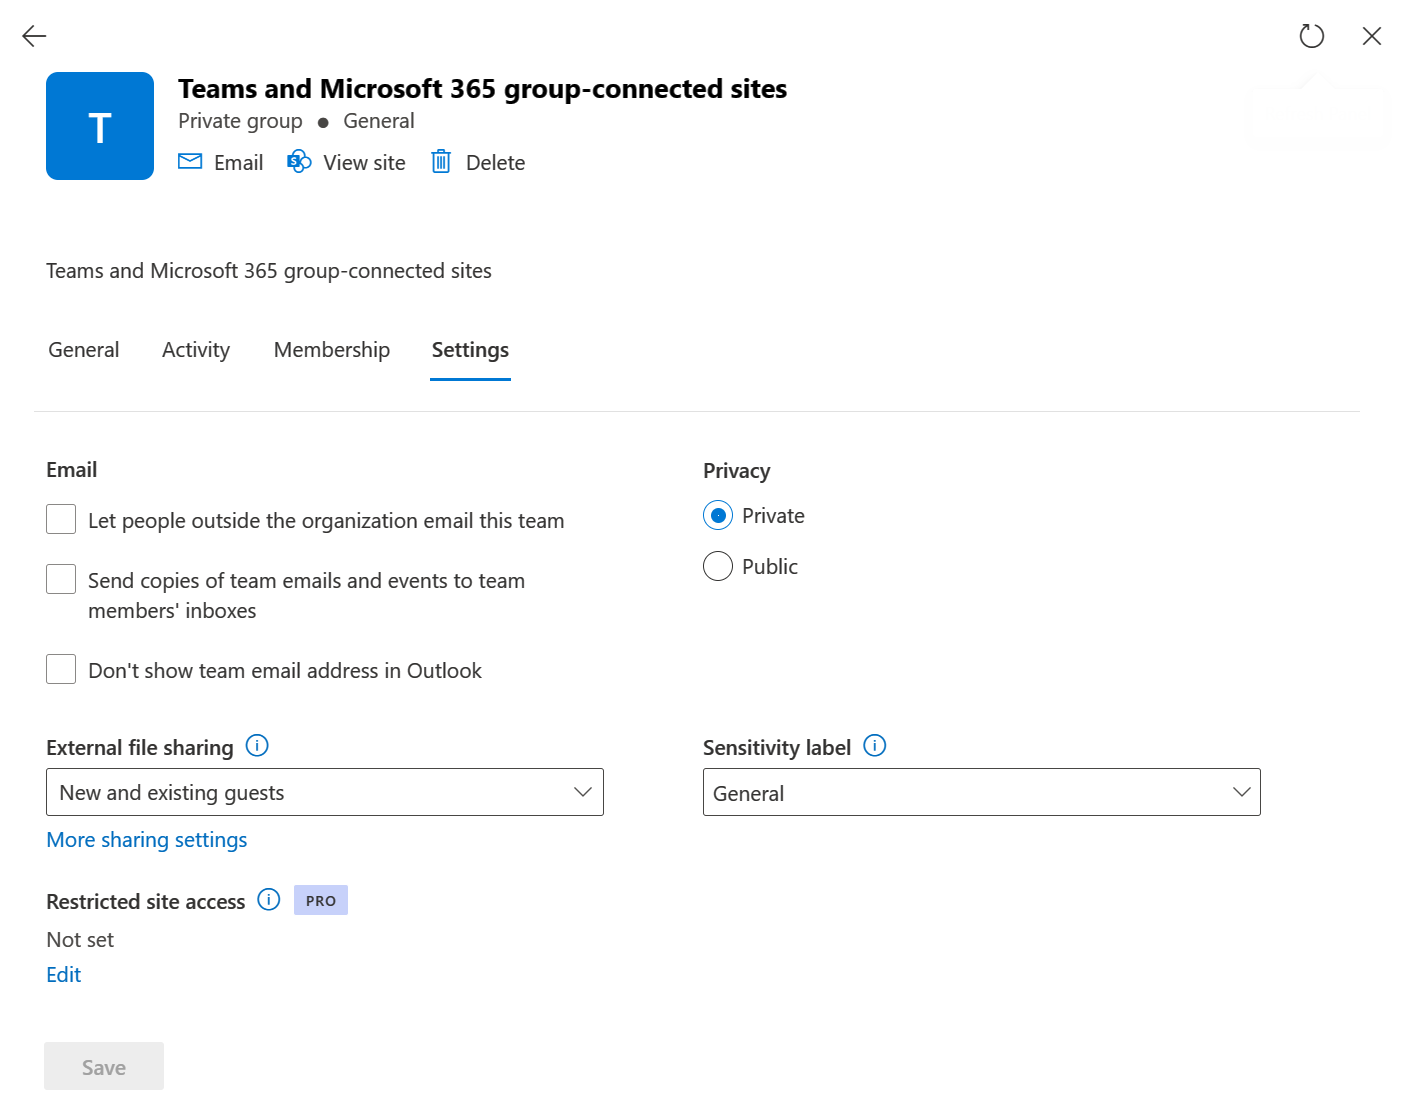 T
Teams and Microsoft 365 group-connected sites
Private group ● General
Email View site Delete
Teams and Microsoft 365 group-connected sites
General Activity Membership Settings
Email
Let people outside the organization email this team
Send copies of team emails and events to team
members' inboxes
Don't show team email address in Outlook
Privacy
Private
Public
External file sharing
New and existing guests
More sharing settings
Sensitivity label
General
Restricted site access PRO
Not set
Edit
Save